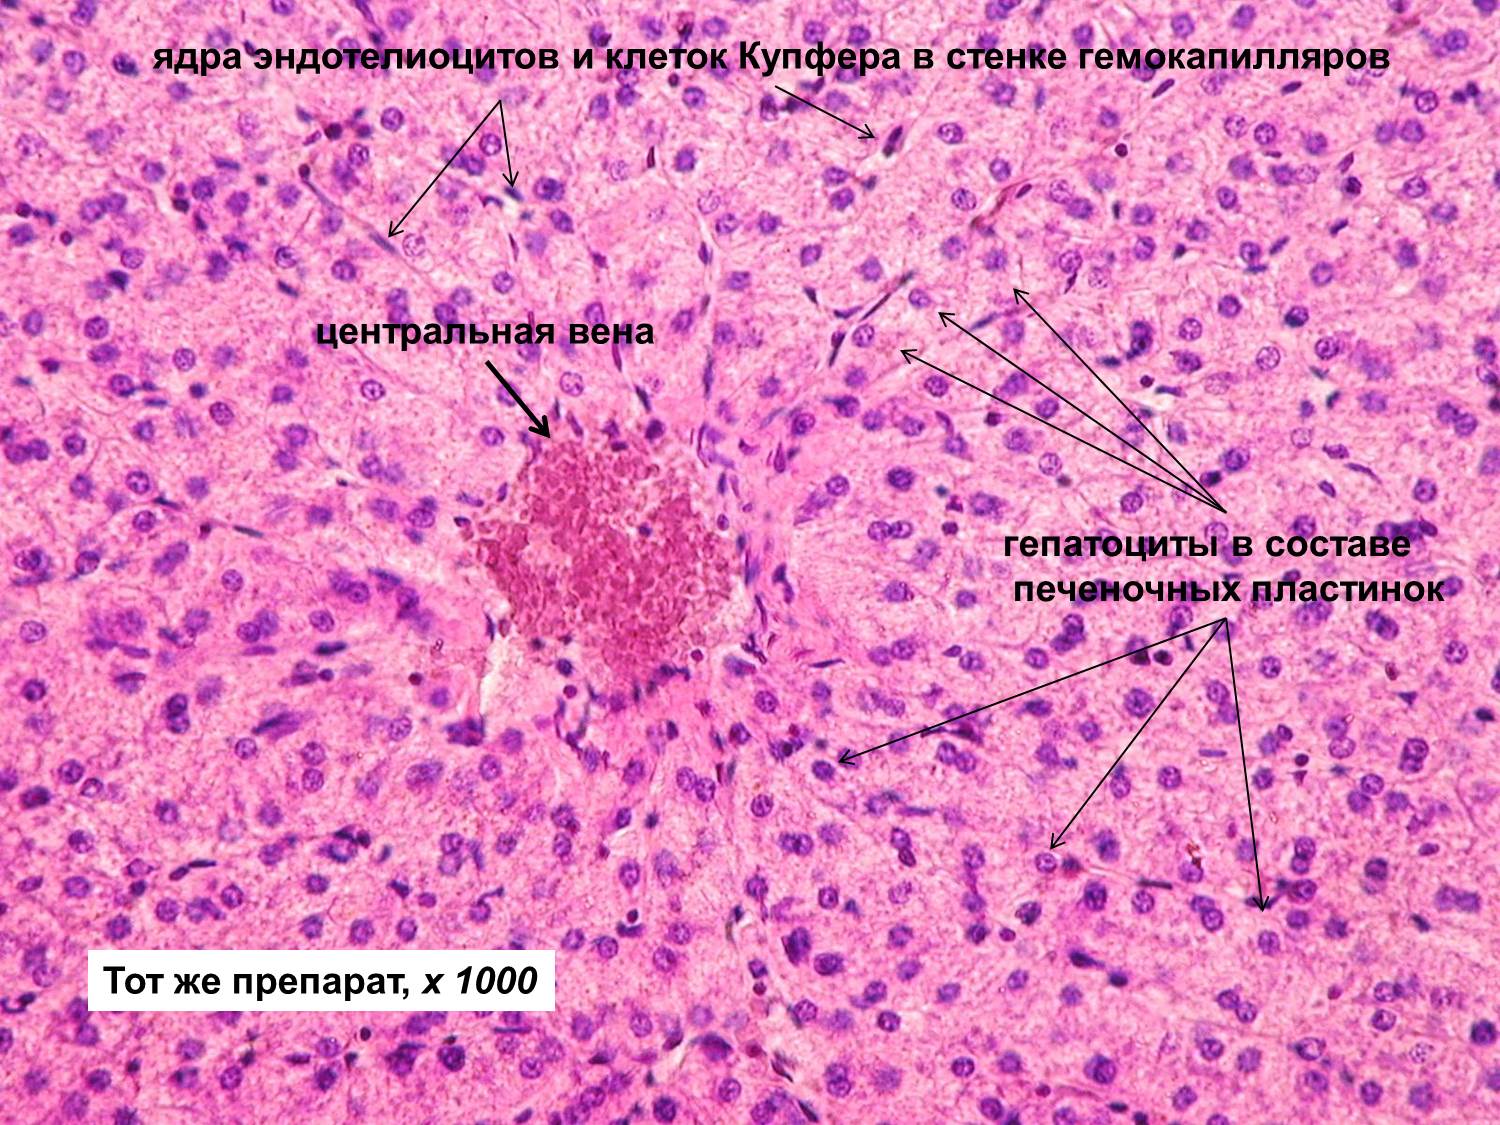 ядра эндотелиоцитов и клеток Купфера в стенке гемокапилляров
центральная вена
гепатоциты в составе
печеночных пластинок
Тот же препарат, х 1000